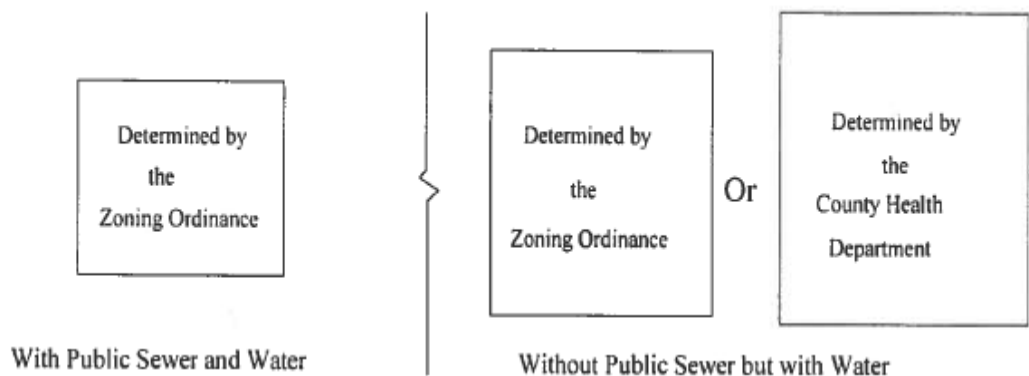 Determined by
the
Zoning Ordinance
With Public Sewer and Water
Determined by
the
Zoning Ordinance
Or
Determined by
the
County Health
Department
Without Public Sewer but with Water